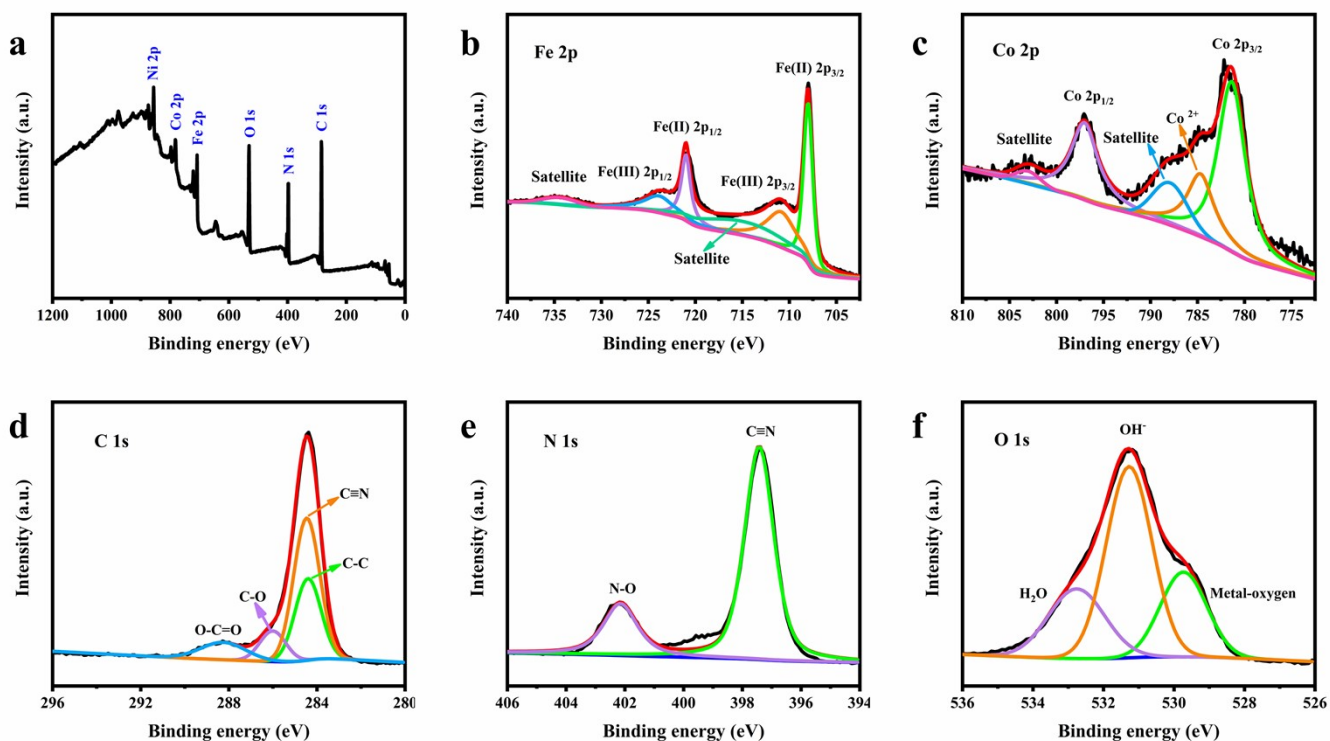 a
Intensity (a.u.)
Ni 2p
Co 2p
Fe 2p
O 1s
N 1s
C 1s
1200 1000 800 600 400 200 0
Binding energy (eV)
b
Intensity (a.u.)
Fe 2p
Fe(II) 2p3/2
Fe(II) 2p1/2
Fe(III) 2p1/2
Fe(III) 2p3/2
Satellite
Satellite
740 735 730 725 720 715 710 705
Binding energy (eV)
c
Intensity (a.u.)
Co 2p
Co 2p3/2
Co 2p1/2
Co 2+
Satellite
Satellite
810 805 800 795 790 785 780 775
Binding energy (eV)
d
Intensity (a.u.)
C 1s
C≡N
C-C
C-O
O-C=O
296 292 288 284 280
Binding energy (eV)
e
Intensity (a.u.)
N 1s
C≡N
N-O
406 404 402 400 398 396 394
Binding energy (eV)
f
Intensity (a.u.)
O 1s
OH-
H2O
Metal-oxygen
536 534 532 530 528 526
Binding energy (eV)